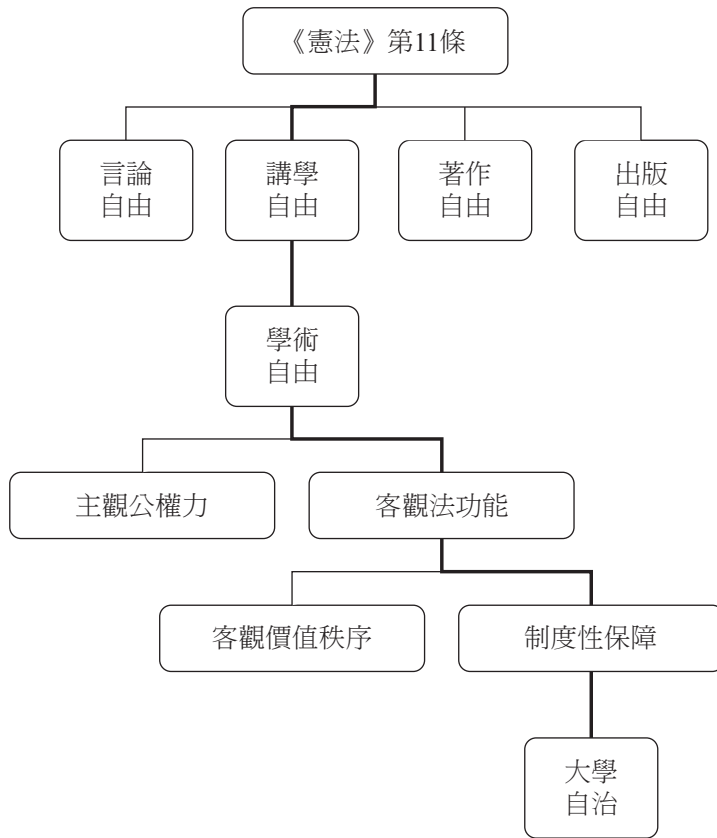 《憲法》第11條
言論
自由
講學
自由
著作
自由
出版
自由
學術
自由
主觀公權力
客觀法功能
客觀價值秩序
制度性保障
大學
自治